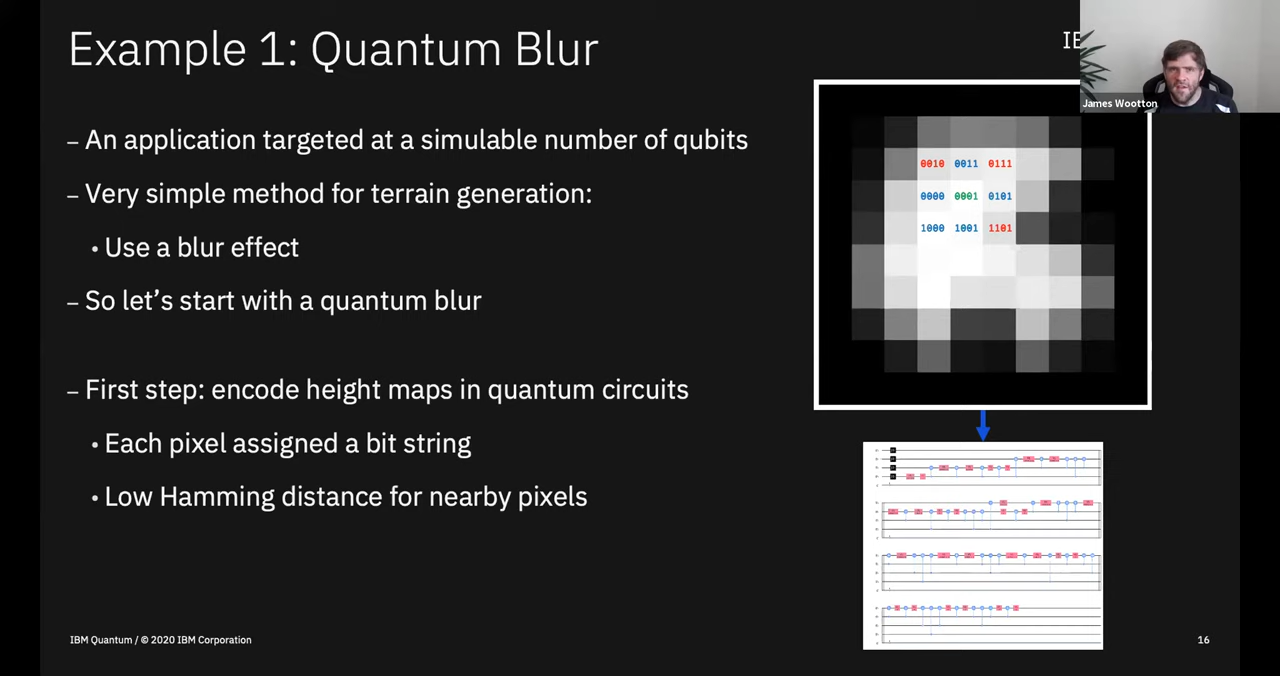 Example 1: Quantum Blur
IB
James Wootton
– An application targeted at a simulable number of qubits
– Very simple method for terrain generation:
• Use a blur effect
– So let’s start with a quantum blur
– First step: encode height maps in quantum circuits
• Each pixel assigned a bit string
• Low Hamming distance for nearby pixels
0010 0011 0111
0000 0001 0101
1000 1001 1101
IBM Quantum / © 2020 IBM Corporation
16